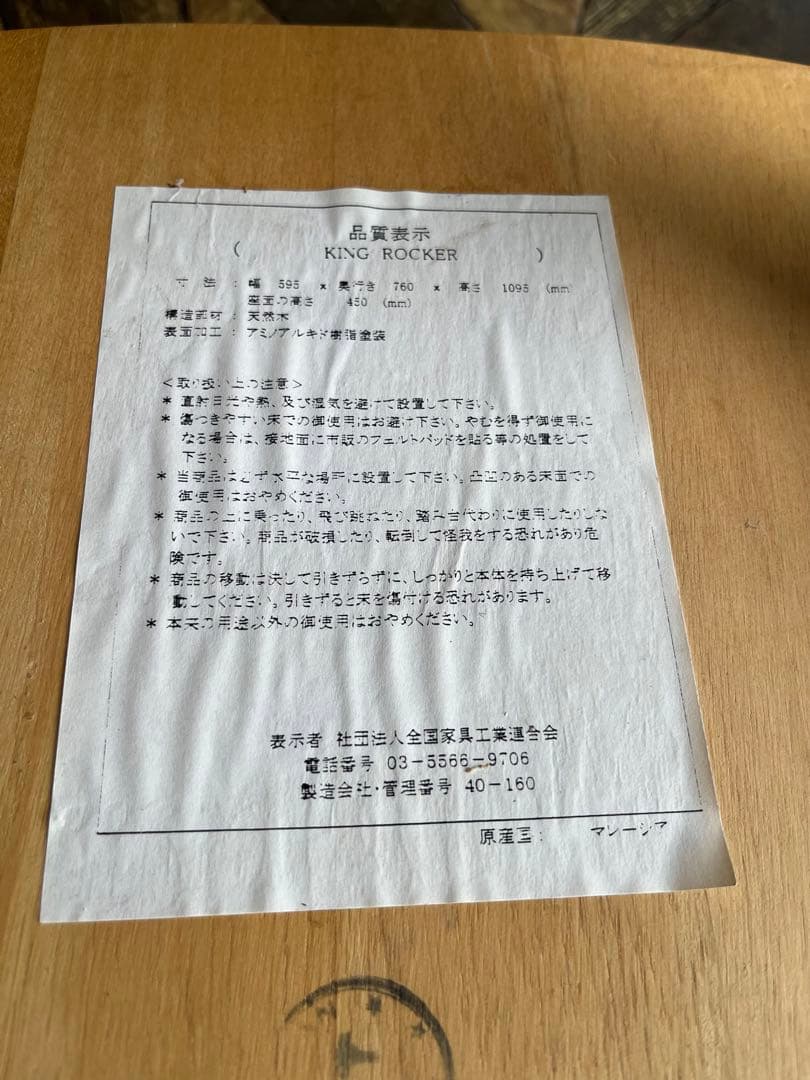 品質表示
( KING ROCKER )
寸 法 : 幅 595 x 奥行き 760 x 高さ 1095 (mm
座面の高さ 450 (mm)
構造部材 : 天然木
表面加工 : アミノアルキド樹脂塗装
<取り扱い上の注意>
* 直射日光や熱、及び湿気を避けて設置して下さい。
* 傷つきやすい床での御使用はお避け下さい。やむを得ず御使用に
なる場合は、接地面に市販のフェルトパッドを貼る等の処置をして
下さい。
* 当商品は必ず水平な場所に設置して下さい。凸凹のある床面での
御使用はおやめください。
* 商品の上に乗ったり、飛び跳ねたり、踏み台代わりに使用したりしな
いで下さい。商品が破損したり、転倒して怪我をする恐れがあり危
険です。
* 商品の移動は決して引きずらずに、しっかりと本体を持ち上げて移
動してください。引きずると床を傷付ける恐れがあります。
* 本来の用途以外の御使用はおやめください。
表示者 社団法人全国家具工業連合会
電話番号 03-5566-9706
製造会社・管理番号 40-160
原産国: マレーシア